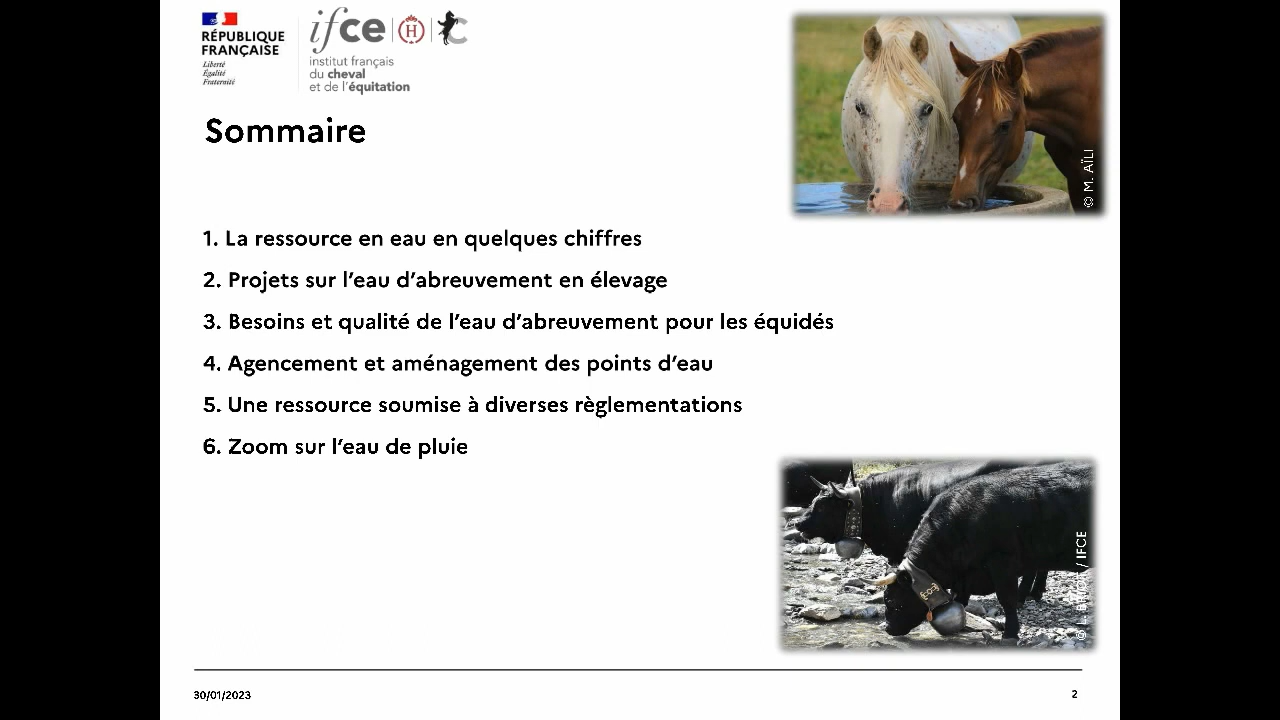 RÉPUBLIQUE
FRANÇAISE
Liberté
Égalité
Fraternité
ifce
H
institut français
du cheval
et de l'équitation
Sommaire
© M. AÏLI
1. La ressource en eau en quelques chiffres
2. Projets sur l'eau d'abreuvement en élevage
3. Besoins et qualité de l'eau d'abreuvement pour les équidés
4. Agencement et aménagement des points d'eau
5. Une ressource soumise à diverses règlementations
6. Zoom sur l'eau de pluie
/ IFCE
30/01/2023
2